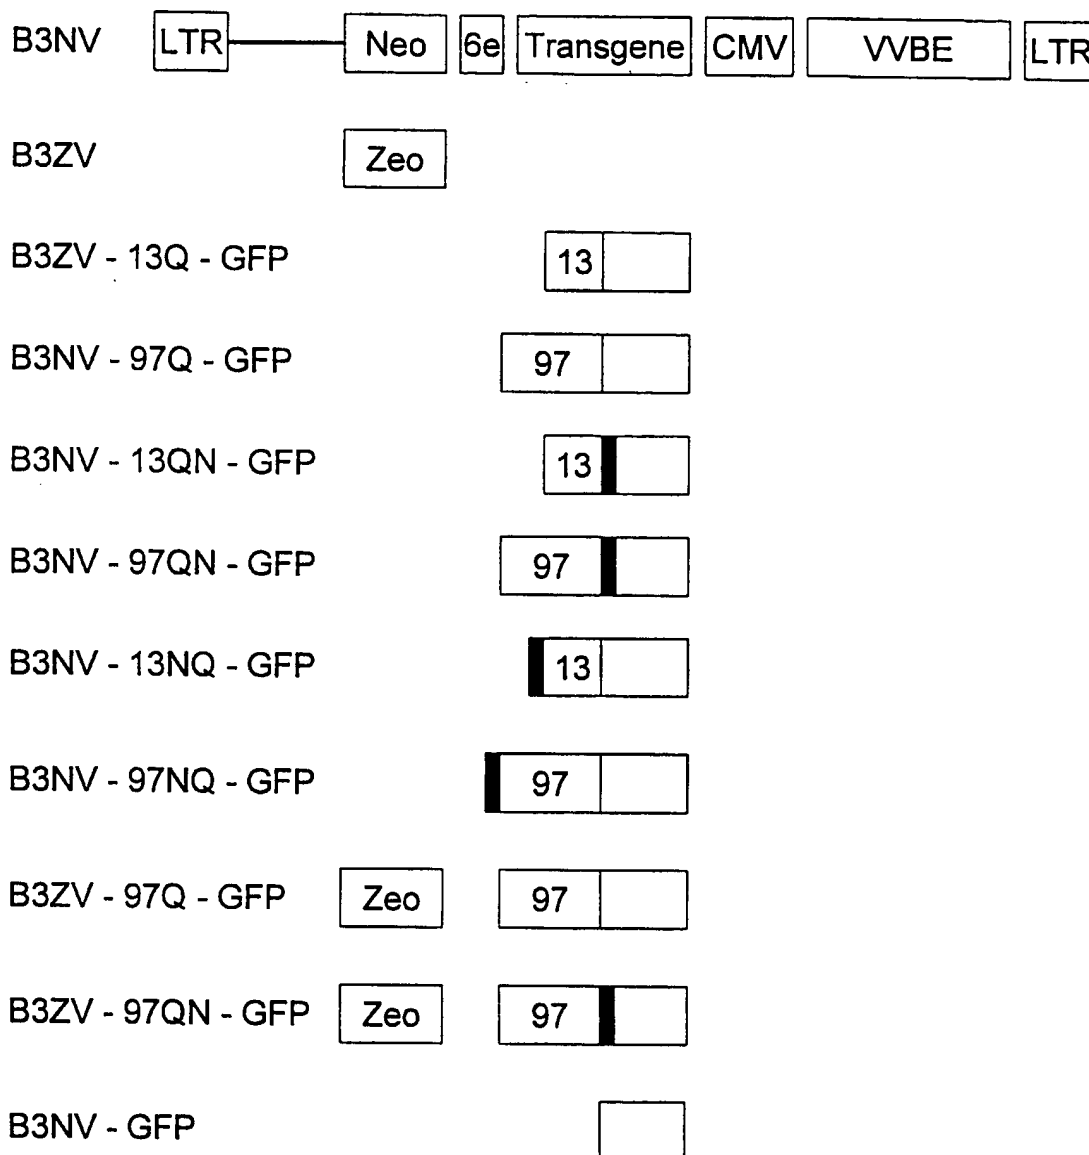 B3NV LTR Neo 6e Transgene CMV VVBE LTR
B3ZV Zeo
B3ZV - 13Q - GFP 13
B3NV - 97Q - GFP 97
B3NV - 13QN - GFP 13
B3NV - 97QN - GFP 97
B3NV - 13NQ - GFP 13
B3NV - 97NQ - GFP 97
B3ZV - 97Q - GFP Zeo 97
B3ZV - 97QN - GFP Zeo 97
B3NV - GFP